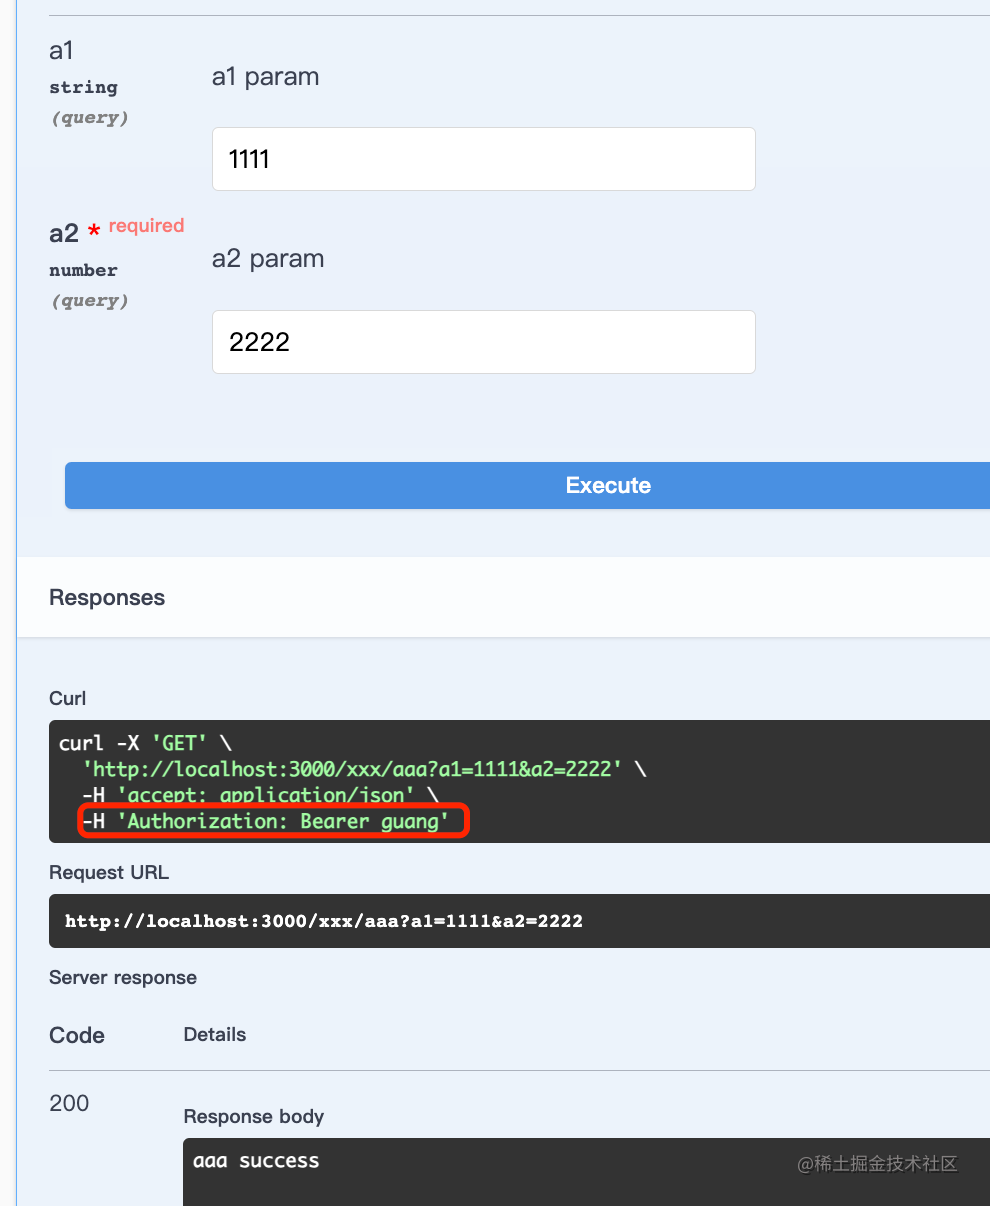 a1
string
(query)
a1 param
1111
a2 * required
number
(query)
a2 param
2222
Execute
Responses
Curl
curl -X 'GET' \
'http://localhost:3000/xxx/aaa?a1=1111&a2=2222' \
-H 'accept: application/json' \
-H 'Authorization: Bearer guang'
Request URL
http://localhost:3000/xxx/aaa?a1=1111&a2=2222
Server response
Code Details
200
Response body
aaa success
@稀土掘金技术社区